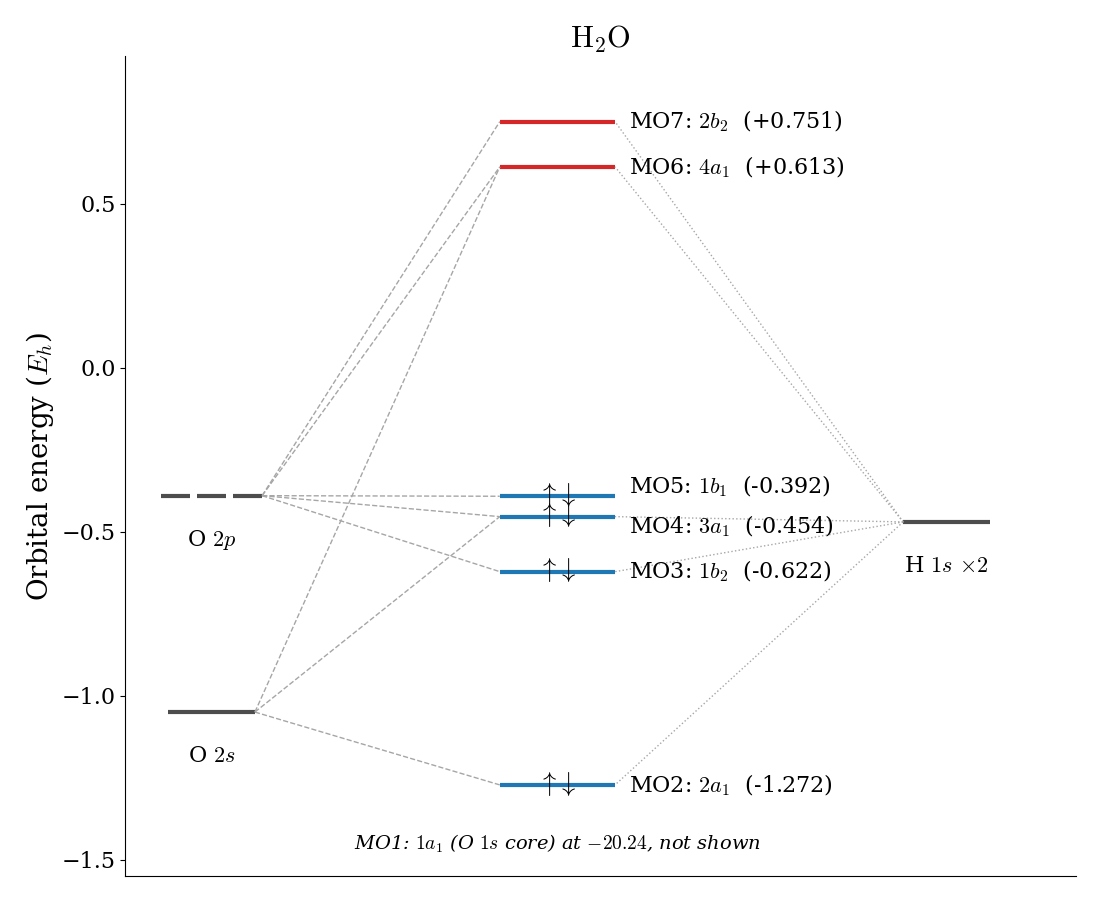 H₂O
MO7: 2b₂ (+0.751)
MO6: 4a₁ (+0.613)
0.5
Orbital energy (Eₕ)
0.0
MO5: 1b₁ (-0.392)
O 2p
−0.5
MO4: 3a₁ (-0.454)
MO3: 1b₂ (-0.622)
H 1s ×2
−1.0
O 2s
MO2: 2a₁ (-1.272)
MO1: 1a₁ (O 1s core) at −20.24, not shown
−1.5